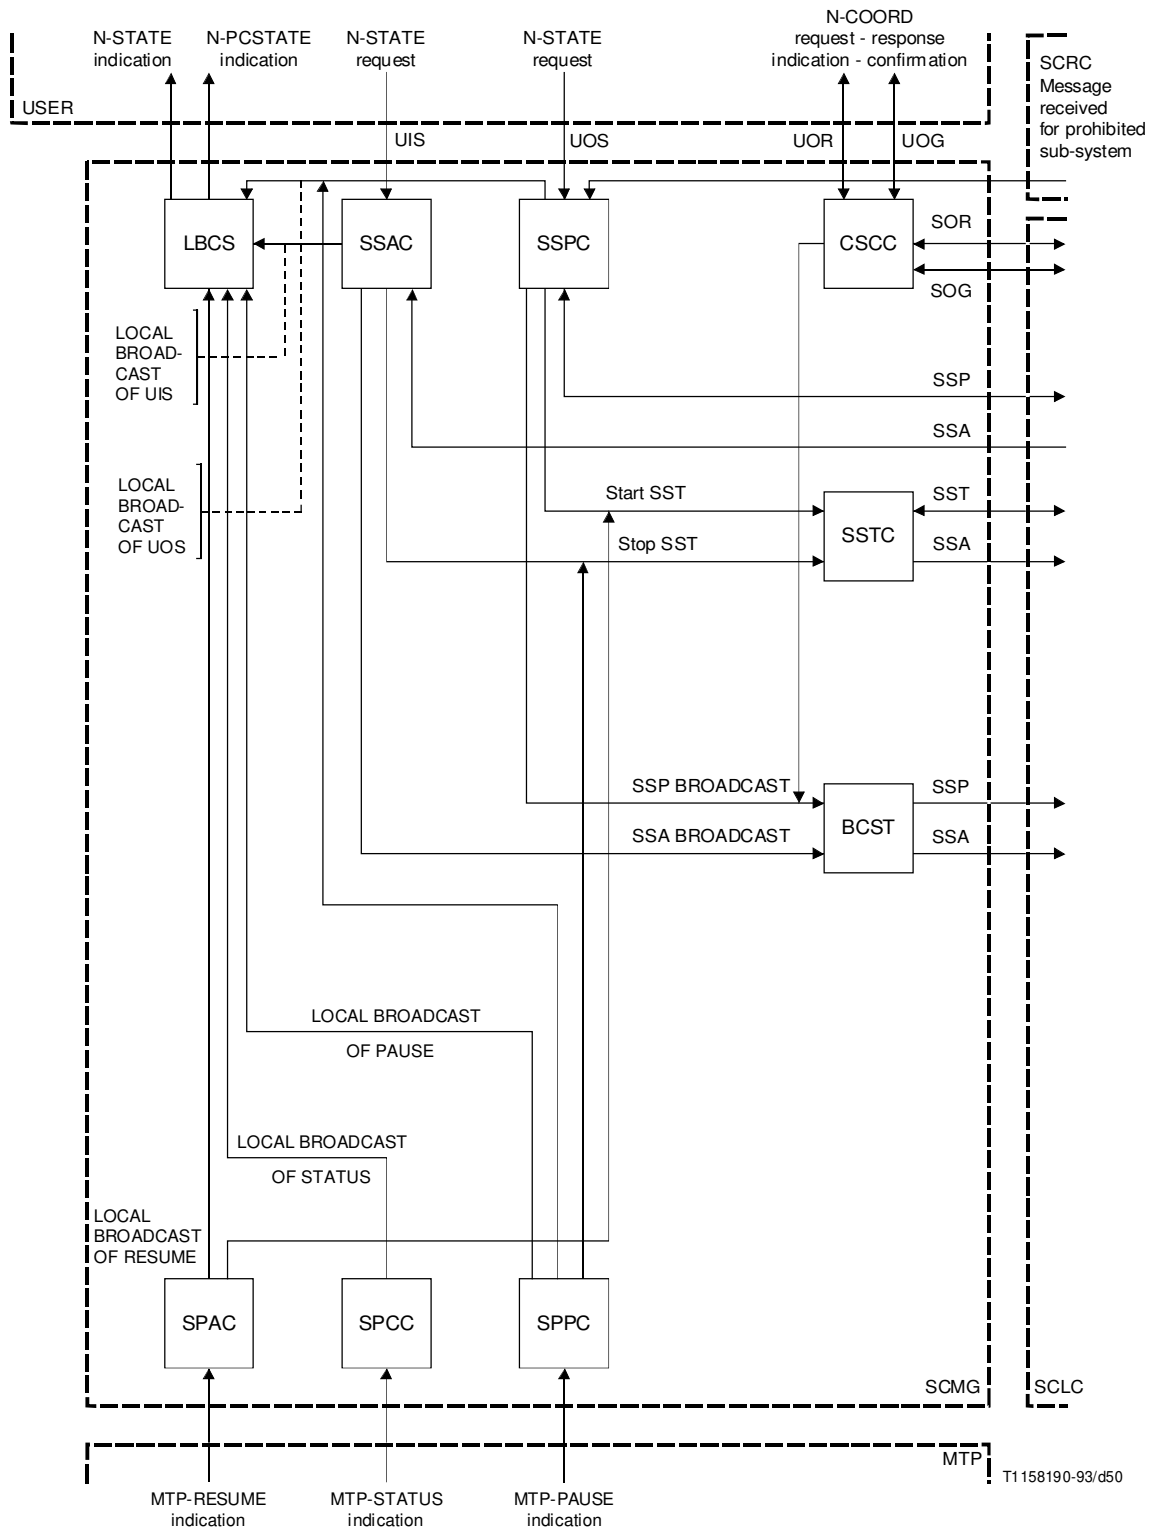 N-STATE
indication
N-PCSTATE
indication
N-STATE
request
N-STATE
request
N-COORD
request - response
indication - confirmation
SCRC
Message
received
for prohibited
sub-system
USER
UIS
UOS
UOR
UOG
LBCS
SSAC
SSPC
CSCC
SOR
SOG
LOCAL
BROAD-
CAST
OF UIS
SSP
SSA
LOCAL
BROAD-
CAST
OF UOS
Start SST
Stop SST
SSTC
SST
SSA
SSP BROADCAST
SSA BROADCAST
BCST
SSP
SSA
LOCAL BROADCAST
OF PAUSE
LOCAL BROADCAST
OF STATUS
LOCAL
BROADCAST
OF RESUME
SPAC
SPCC
SPPC
SCMG
SCLC
MTP
T1158190-93/d50
MTP-RESUME
indication
MTP-STATUS
indication
MTP-PAUSE
indication